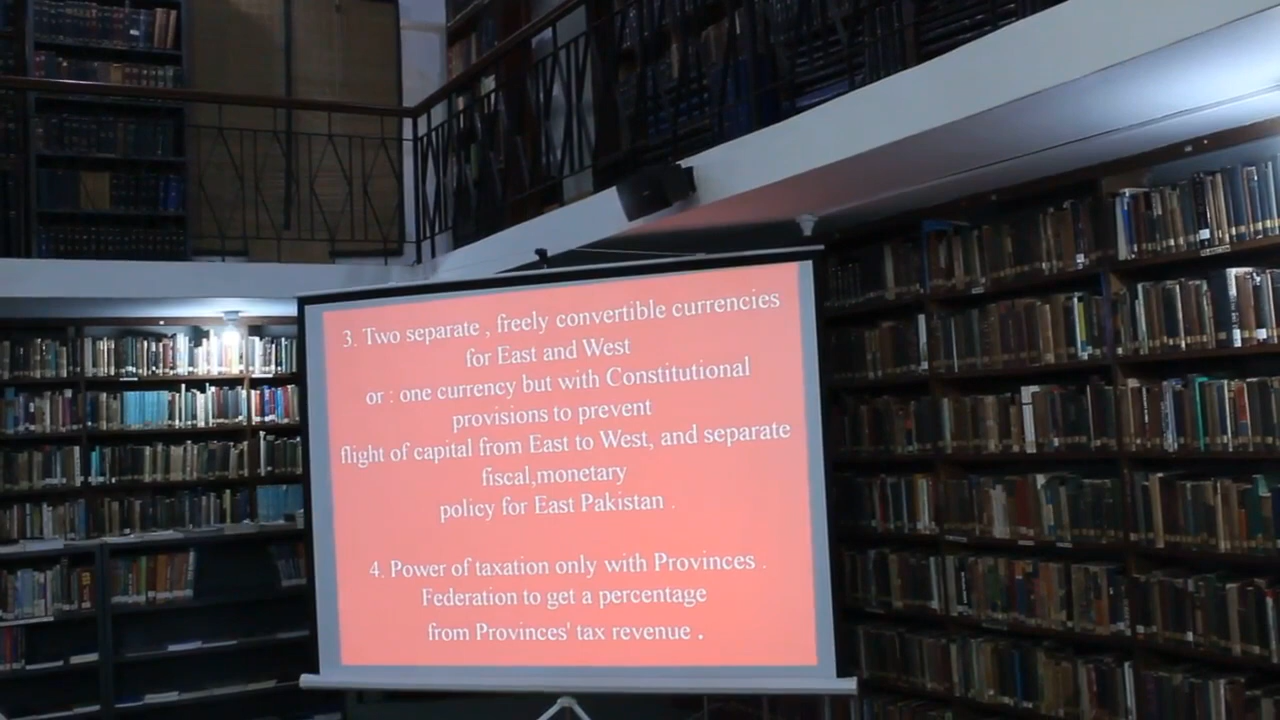 3. Two separate , freely convertible currencies
for East and West
or : one currency but with Constitutional
provisions to prevent
flight of capital from East to West, and separate
fiscal,monetary
policy for East Pakistan .
4. Power of taxation only with Provinces .
Federation to get a percentage
from Provinces' tax revenue .